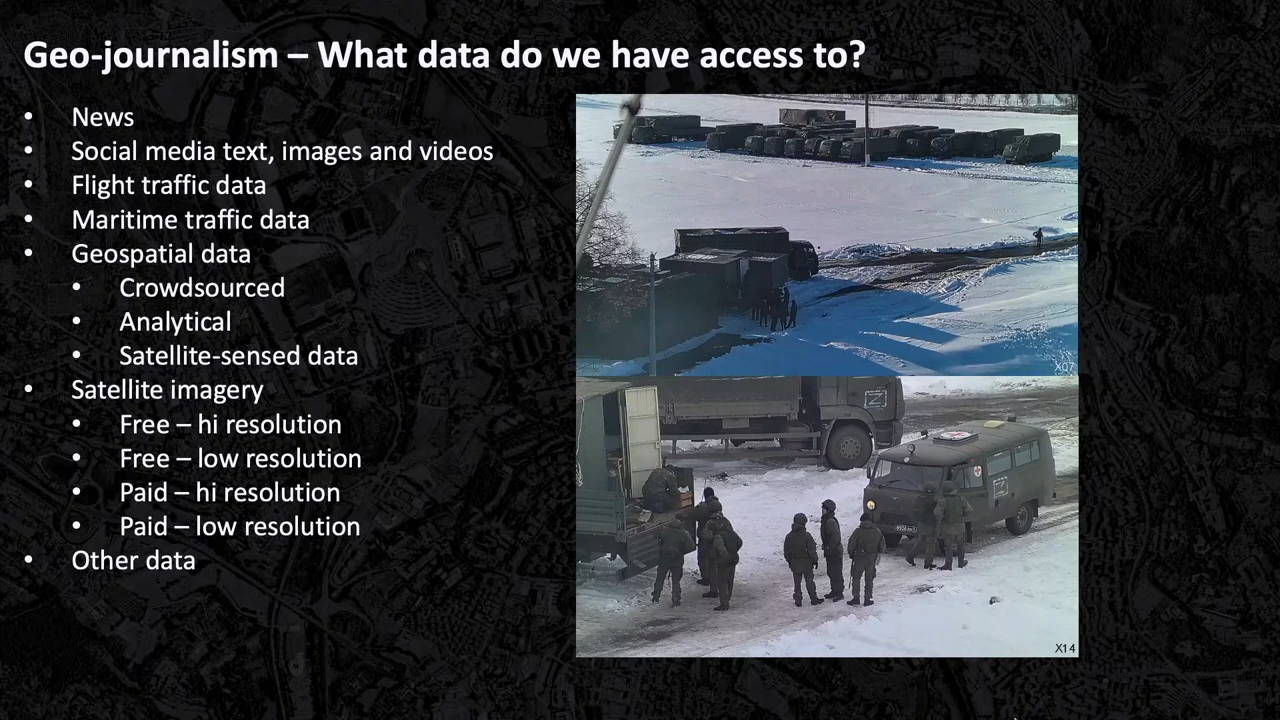 Geo-journalism – What data do we have access to?
• News
• Social media text, images and videos
• Flight traffic data
• Maritime traffic data
• Geospatial data
• Crowdsourced
• Analytical
• Satellite-sensed data
• Satellite imagery
• Free – hi resolution
• Free – low resolution
• Paid – hi resolution
• Paid – low resolution
• Other data
X07
Z
Z
X14